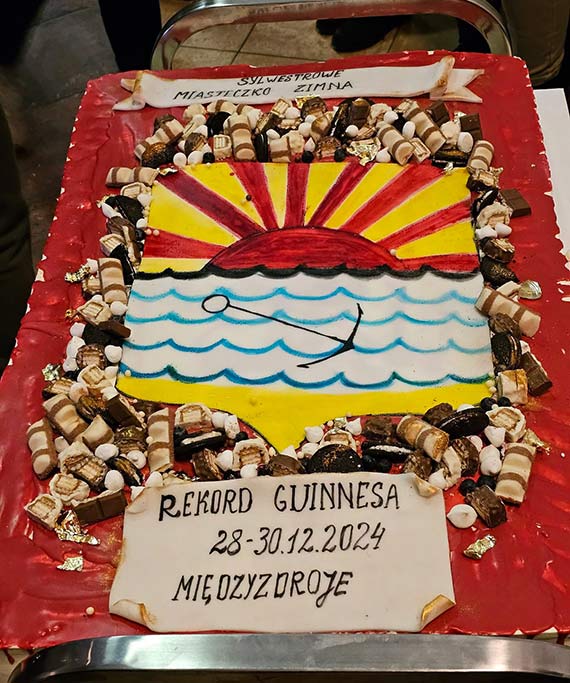 SYLWESTROWE
MIASTECZKO ZIMNA
REKORD GUINNESA
28-30.12.2024
MIĘDZYZDROJE